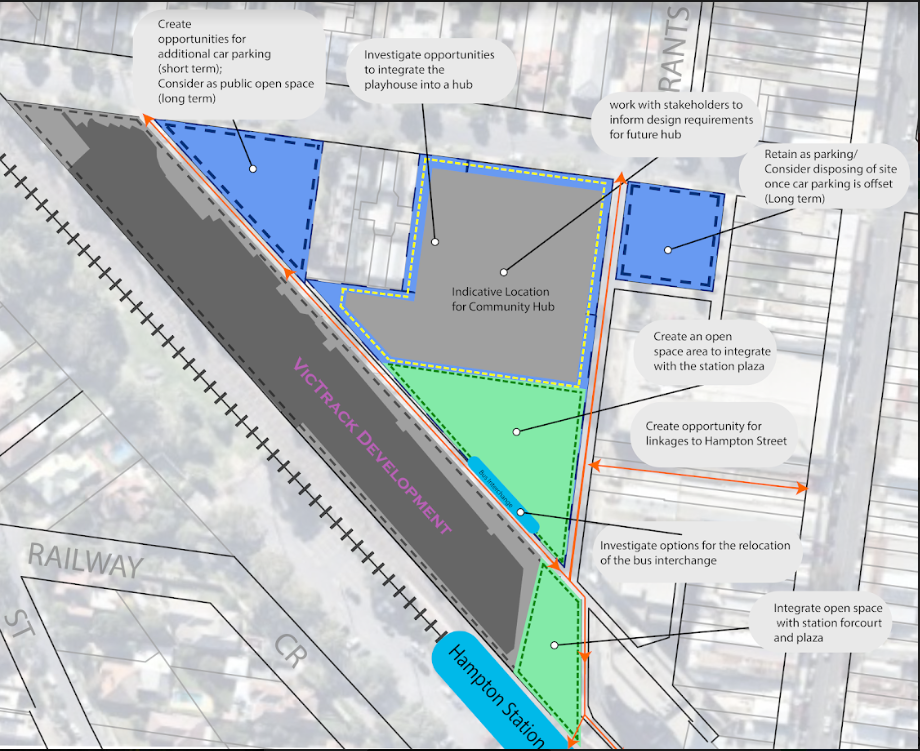 Create
opportunities for
additional car parking
(short term);
Consider as public open space
(long term)
Investigate opportunities
to integrate the
playhouse into a hub
RANTS
work with stakeholders to
inform design requirements
for future hub
Retain as parking/
Consider disposing of site
once car parking is offset
(Long term)
Indicative Location
for Community Hub
Create an open
space area to integrate
with the station plaza
VicTrack Development
Create opportunity for
linkages to Hampton Street
Bus Interchange
Investigate options for the relocation
of the bus interchange
RAILWAY
CR
ST
Integrate open space
with station forcourt
and plaza
Hampton Station